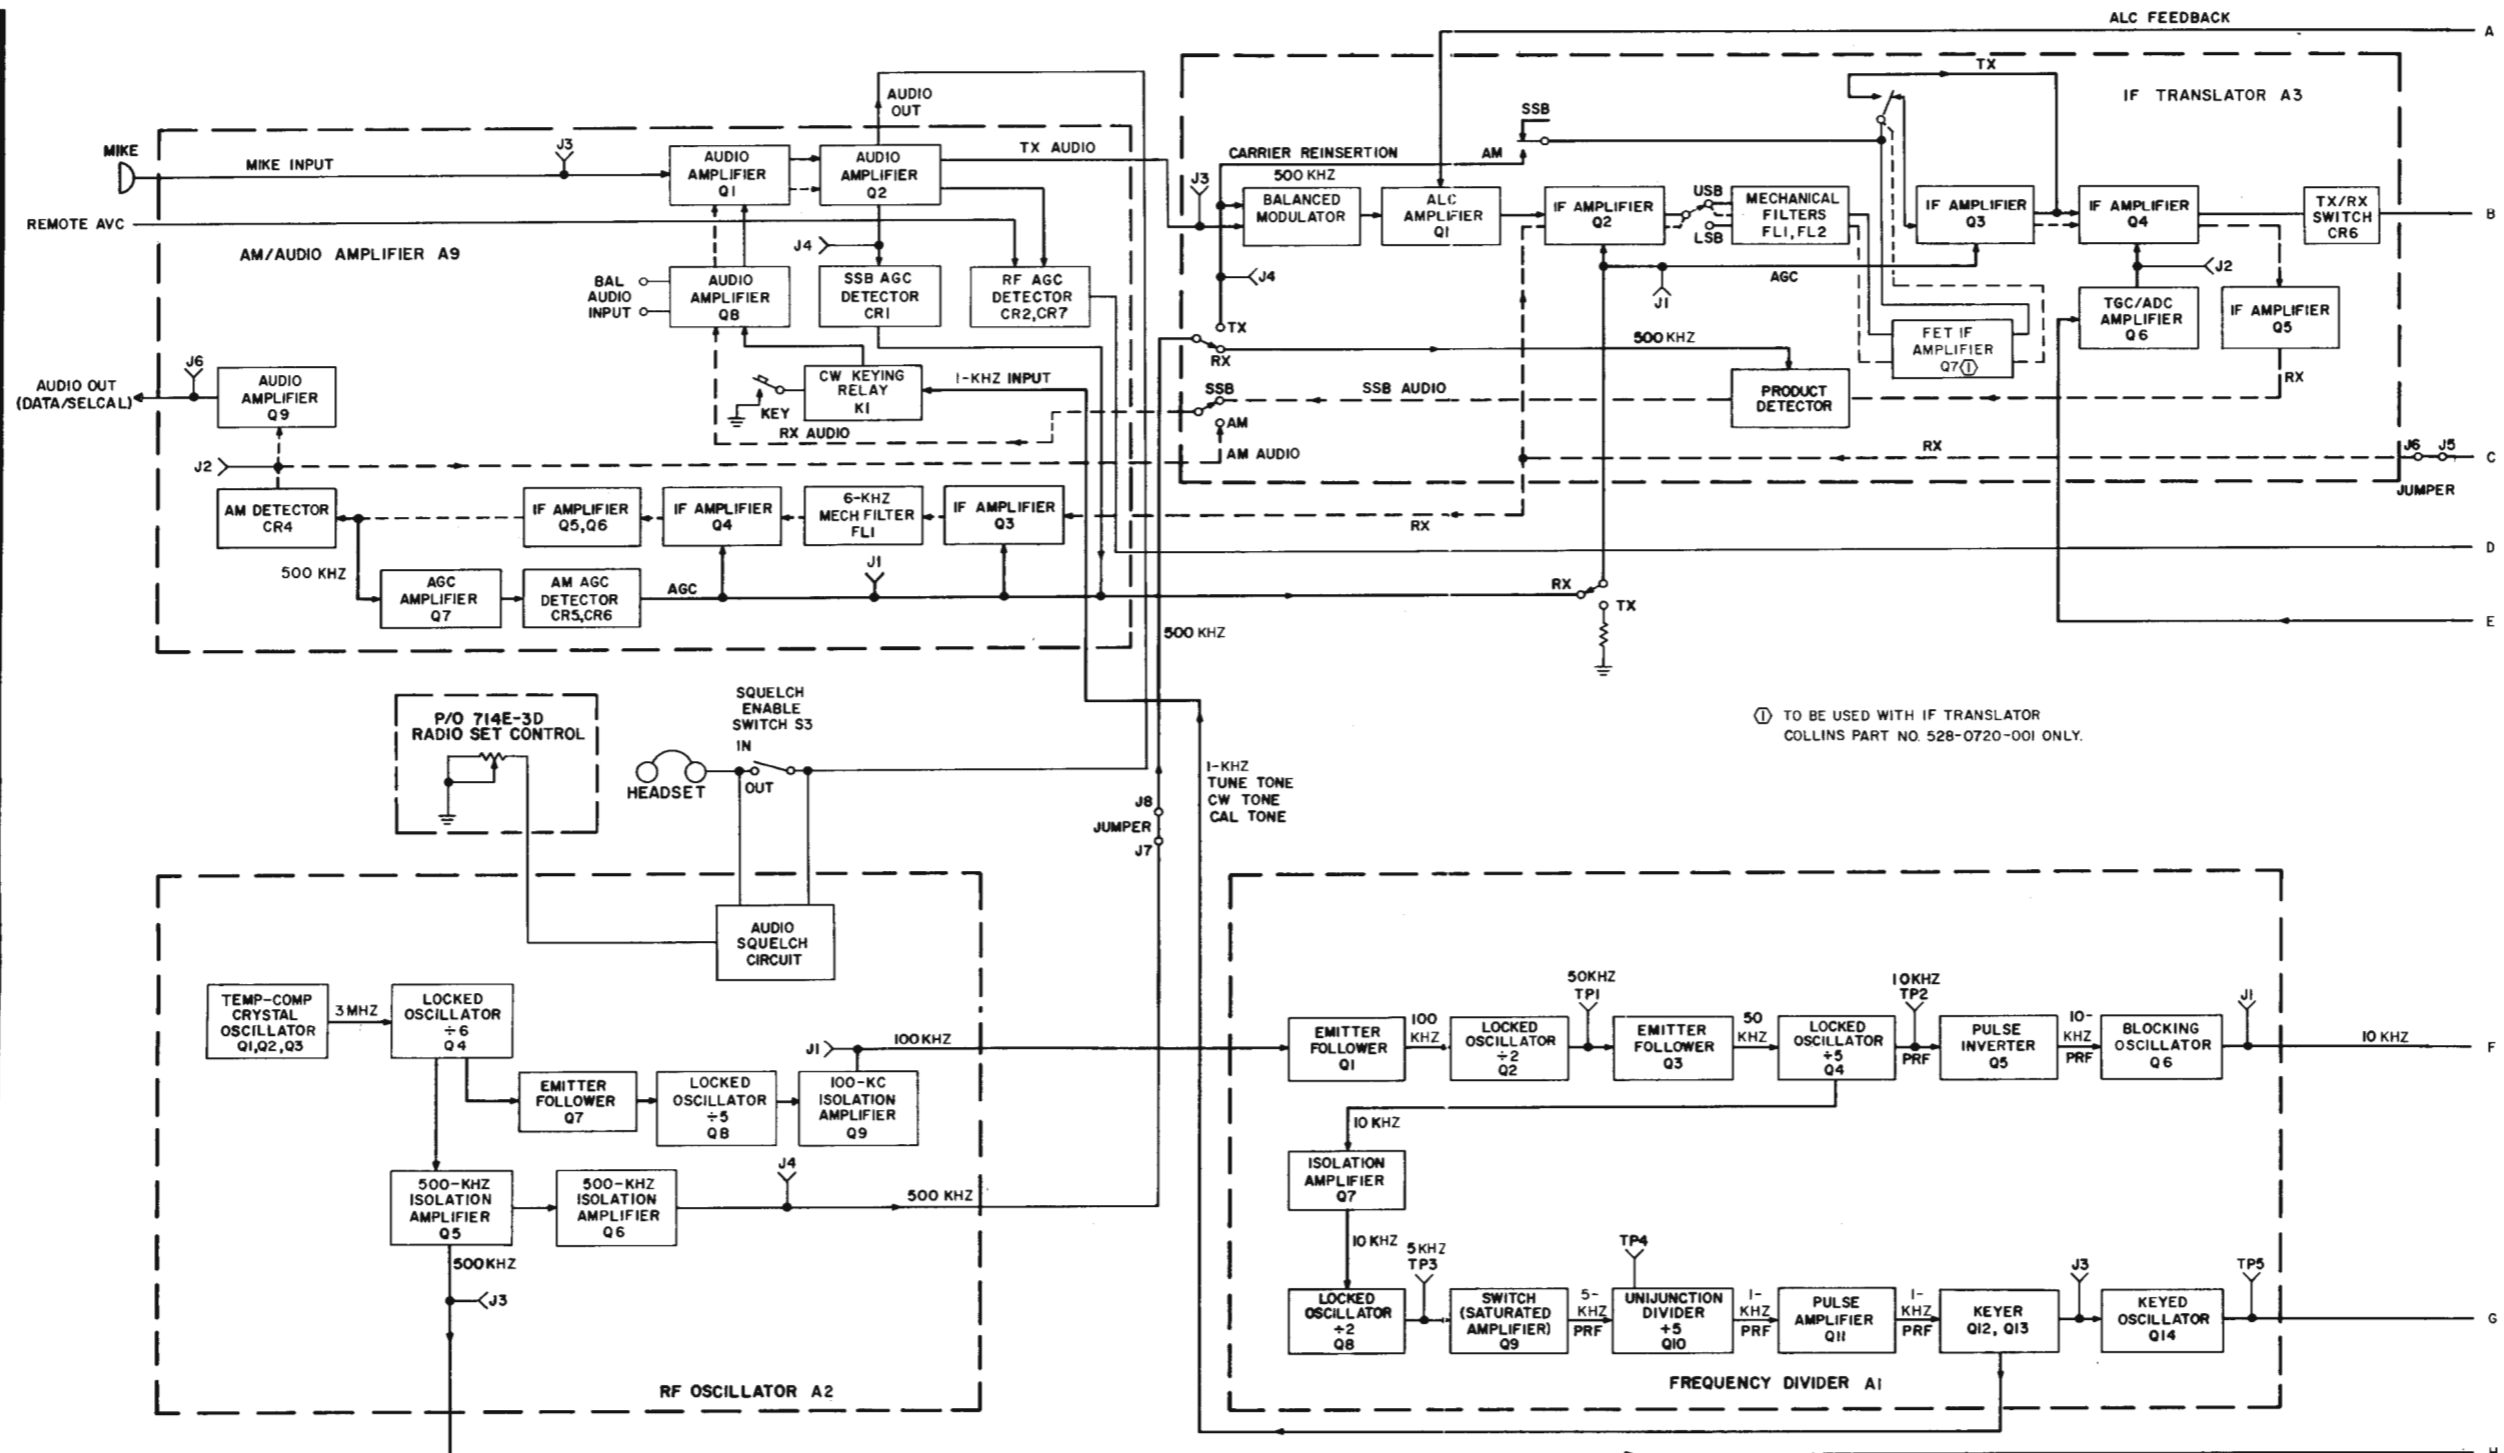 ALC FEEDBACK
A
TX
IF TRANSLATOR A3
AUDIO
OUT
SSB
MIKE
MIKE INPUT
J3
AUDIO
AMPLIFIER
Q1
AUDIO
AMPLIFIER
Q2
TX AUDIO
CARRIER REINSERTION
AM
500 KHZ
J3
BALANCED
MODULATOR
ALC
AMPLIFIER
Q1
IF AMPLIFIER
Q2
USB
LSB
MECHANICAL
FILTERS
FL1, FL2
IF AMPLIFIER
Q3
IF AMPLIFIER
Q4
TX/RX
SWITCH
CR6
B
REMOTE AVC
AM/AUDIO AMPLIFIER A9
J4
BAL
AUDIO
INPUT
AUDIO
AMPLIFIER
Q8
SSB AGC
DETECTOR
CR1
RF AGC
DETECTOR
CR2,CR7
J4
J1
AGC
J2
TGC/ADC
AMPLIFIER
Q6
IF AMPLIFIER
Q5
TX
RX
500 KHZ
FET IF
AMPLIFIER
Q7 1
RX
J6
AUDIO OUT
(DATA/SELCAL)
AUDIO
AMPLIFIER
Q9
KEY
CW KEYING
RELAY
K1
1-KHZ INPUT
RX AUDIO
SSB
AM
SSB AUDIO
PRODUCT
DETECTOR
J2
AM AUDIO
RX
J6 J5
C
JUMPER
AM DETECTOR
CR4
IF AMPLIFIER
Q5,Q6
IF AMPLIFIER
Q4
6-KHZ
MECH FILTER
FL1
IF AMPLIFIER
Q3
RX
D
500 KHZ
AGC
AMPLIFIER
Q7
AM AGC
DETECTOR
CR5,CR6
AGC
J1
RX
TX
E
500 KHZ
P/O 714E-3D
RADIO SET CONTROL
SQUELCH
ENABLE
SWITCH S3
IN
OUT
HEADSET
1 TO BE USED WITH IF TRANSLATOR
COLLINS PART NO. 528-0720-001 ONLY.
1-KHZ
TUNE TONE
CW TONE
CAL TONE
J8
JUMPER
J7
AUDIO
SQUELCH
CIRCUIT
TEMP-COMP
CRYSTAL
OSCILLATOR
Q1,Q2,Q3
3 MHZ
LOCKED
OSCILLATOR
÷6
Q4
J1
100KHZ
EMITTER
FOLLOWER
Q7
LOCKED
OSCILLATOR
÷5
Q8
100-KC
ISOLATION
AMPLIFIER
Q9
500-KHZ
ISOLATION
AMPLIFIER
Q5
500-KHZ
ISOLATION
AMPLIFIER
Q6
J4
500 KHZ
500KHZ
J3
RF OSCILLATOR A2
EMITTER
FOLLOWER
Q1
100
KHZ
LOCKED
OSCILLATOR
÷2
Q2
50KHZ
TP1
EMITTER
FOLLOWER
Q3
50
KHZ
LOCKED
OSCILLATOR
÷5
Q4
10KHZ
TP2
PRF
PULSE
INVERTER
Q5
10-
KHZ
PRF
BLOCKING
OSCILLATOR
Q6
J1
10 KHZ
F
10 KHZ
ISOLATION
AMPLIFIER
Q7
10 KHZ
LOCKED
OSCILLATOR
÷2
Q8
5KHZ
TP3
SWITCH
(SATURATED
AMPLIFIER)
Q9
5-
KHZ
PRF
TP4
UNIJUNCTION
DIVIDER
÷5
Q10
1-
KHZ
PRF
PULSE
AMPLIFIER
Q11
1-
KHZ
PRF
KEYER
Q12, Q13
J3
KEYED
OSCILLATOR
Q14
TP5
G
FREQUENCY DIVIDER A1
H